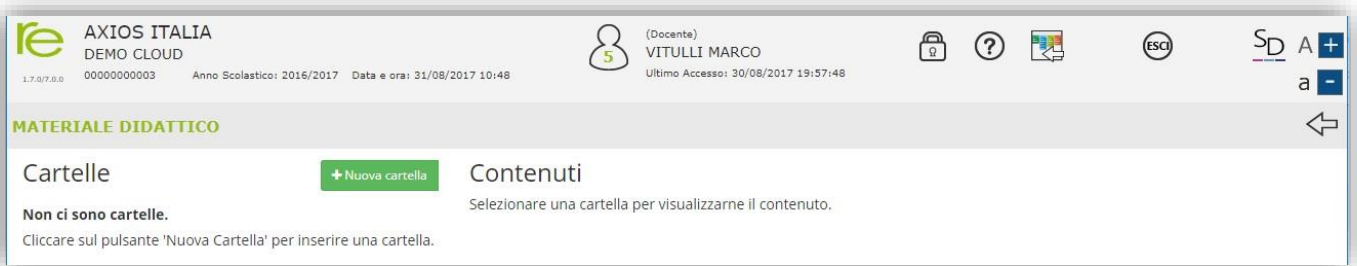 re
1.7.0/7.0.0
AXIOS ITALIA
DEMO CLOUD
00000000003 Anno Scolastico: 2016/2017 Data e ora: 31/08/2017 10:48
5
(Docente)
VITULLI MARCO
Ultimo Accesso: 30/08/2017 19:57:48
?
ESCI
SD
A +
a -
MATERIALE DIDATTICO
Cartelle
+ Nuova cartella
Non ci sono cartelle.
Cliccare sul pulsante 'Nuova Cartella' per inserire una cartella.
Contenuti
Selezionare una cartella per visualizzarne il contenuto.